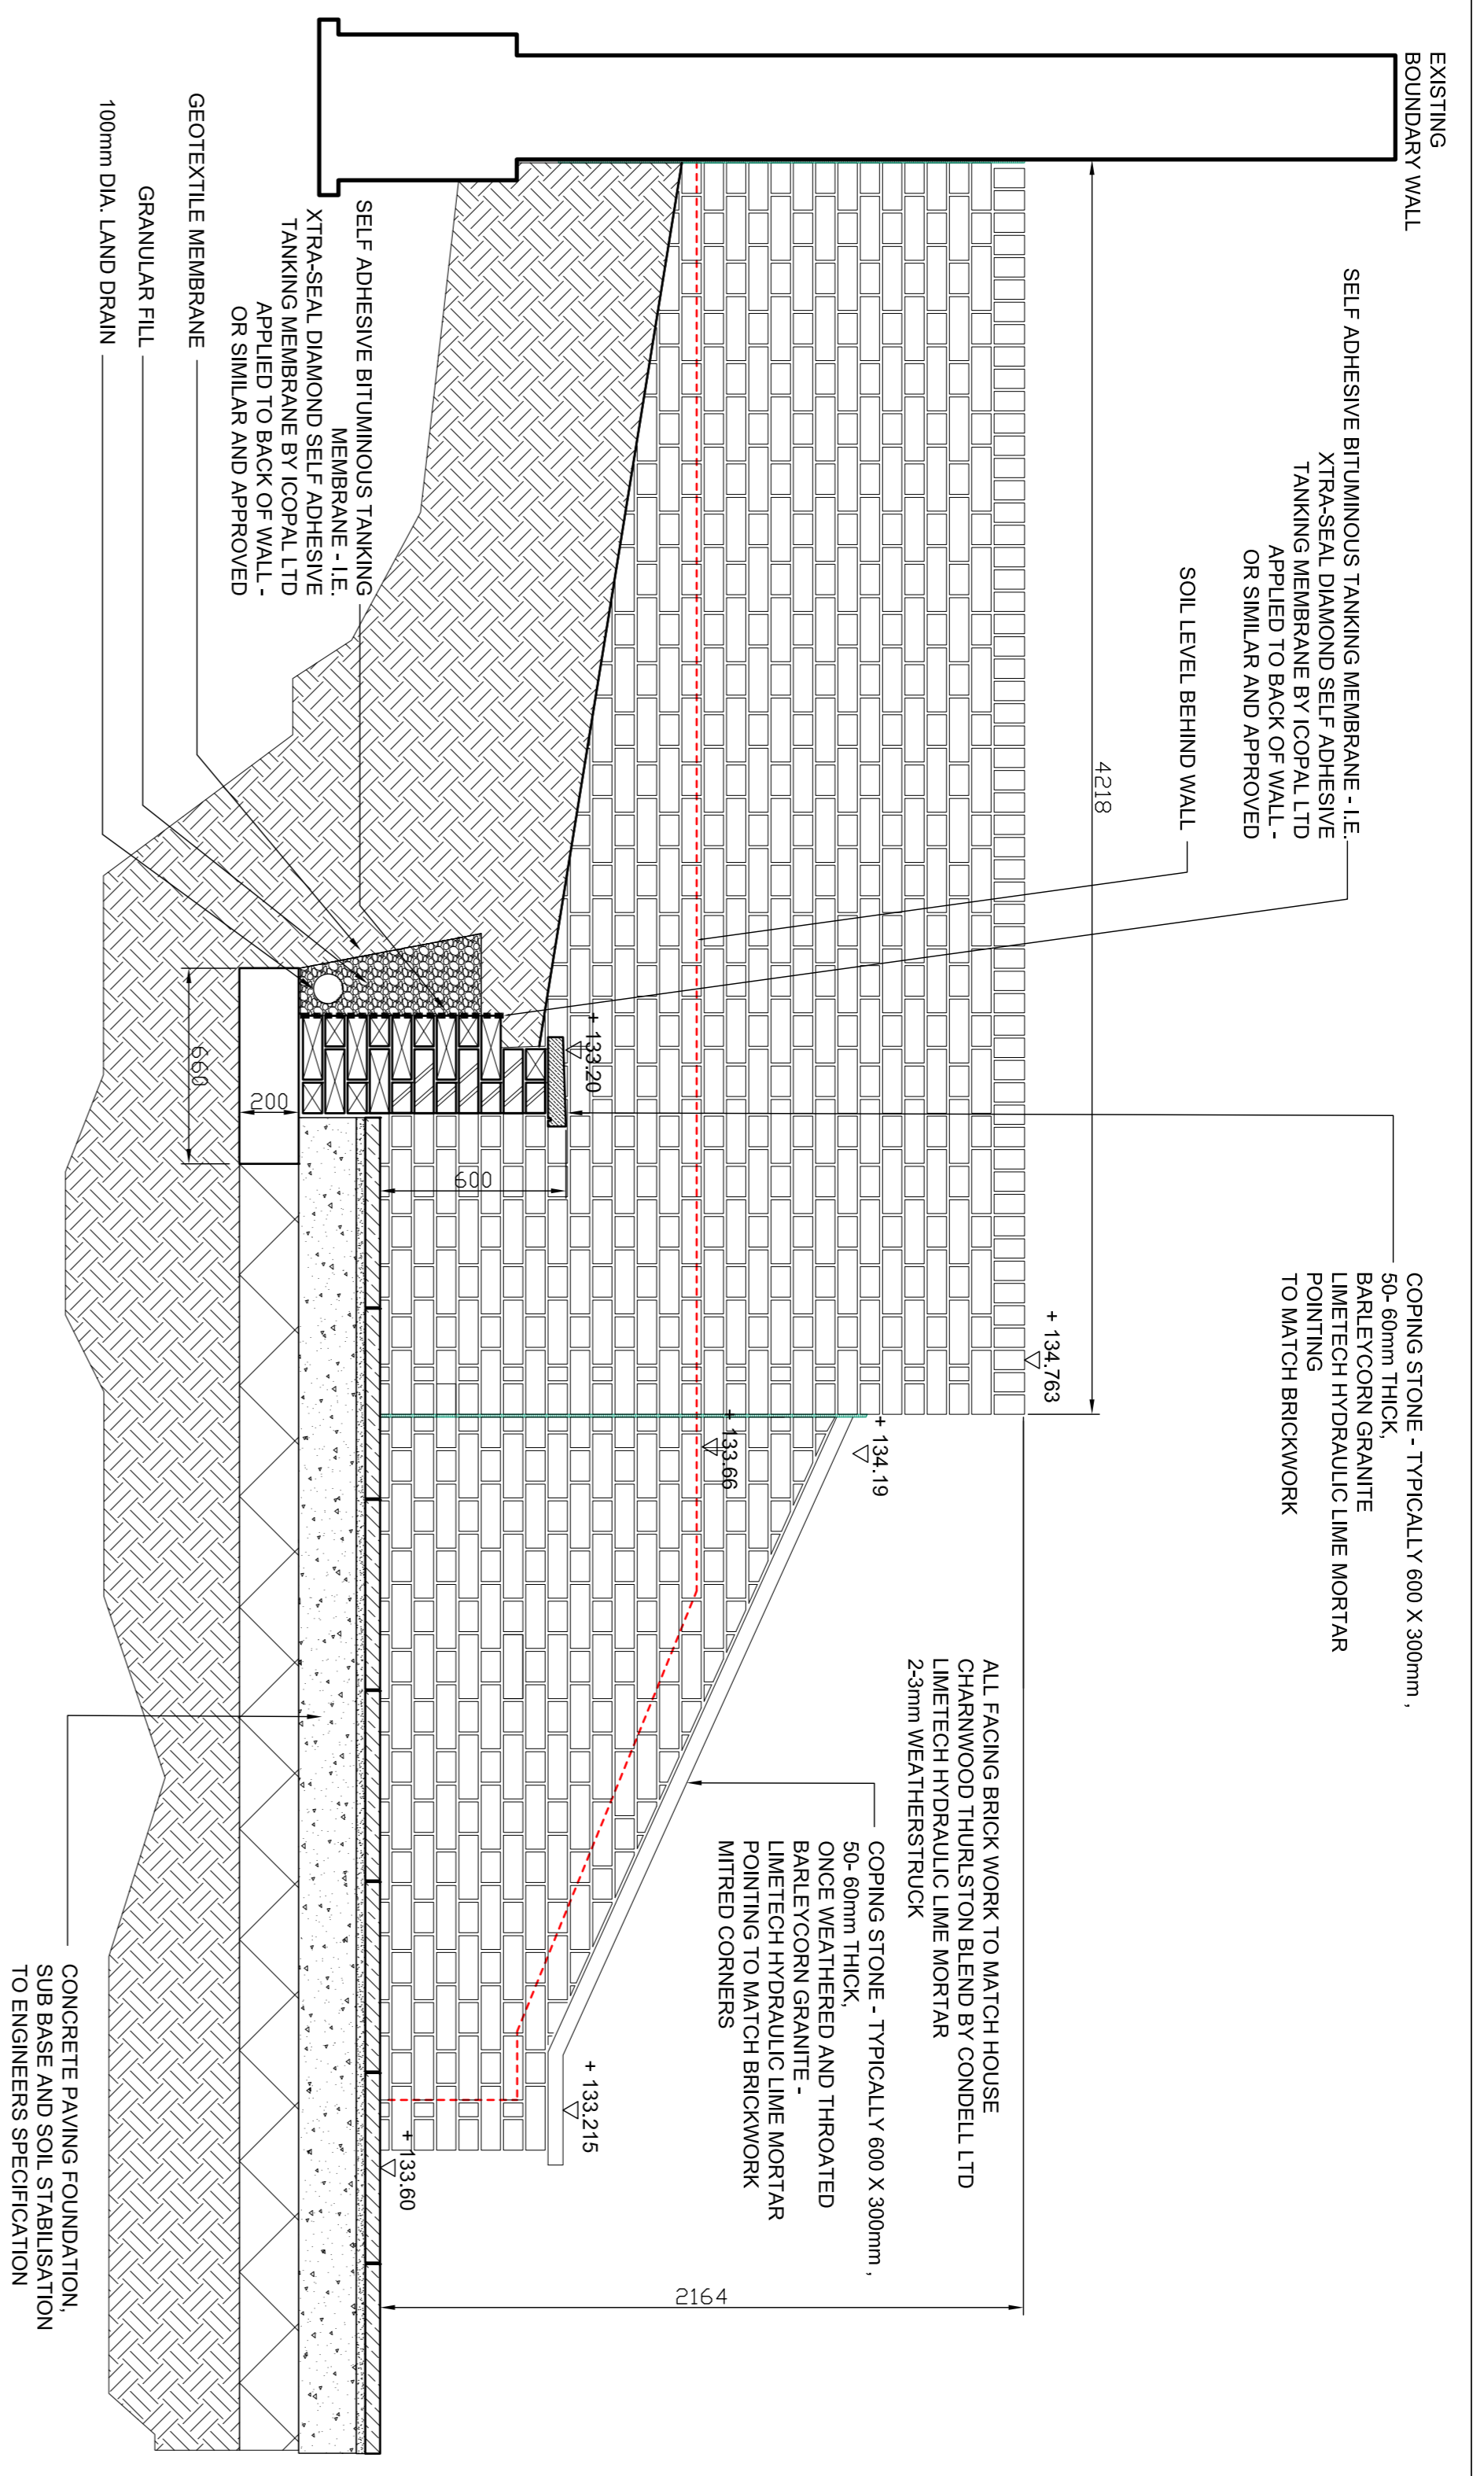 EXISTING
BOUNDARY WALL
SELF ADHESIVE BITUMINOUS TANKING MEMBRANE - I.E.
XTRA-SEAL DIAMOND SELF ADHESIVE
TANKING MEMBRANE BY ICOPAL LTD
APPLIED TO BACK OF WALL -
OR SIMILAR AND APPROVED
SOIL LEVEL BEHIND WALL
4218
COPING STONE - TYPICALLY 600 X 300mm ,
50- 60mm THICK,
BARLEYCORN GRANITE
LIMETECH HYDRAULIC LIME MORTAR
POINTING
TO MATCH BRICKWORK
+ 134.763
+ 134.19
+ 133.66
ALL FACING BRICK WORK TO MATCH HOUSE
CHARNWOOD THURLSTON BLEND BY CONDELL LTD
LIMETECH HYDRAULIC LIME MORTAR
2-3mm WEATHERSTRUCK
COPING STONE - TYPICALLY 600 X 300mm ,
50- 60mm THICK,
ONCE WEATHERED AND THROATED
BARLEYCORN GRANITE -
LIMETECH HYDRAULIC LIME MORTAR
POINTING TO MATCH BRICKWORK
MITRED CORNERS
2164
+ 133.20
600
+ 133.215
+ 133.60
SELF ADHESIVE BITUMINOUS TANKING
MEMBRANE - I.E.
XTRA-SEAL DIAMOND SELF ADHESIVE
TANKING MEMBRANE BY ICOPAL LTD
APPLIED TO BACK OF WALL -
OR SIMILAR AND APPROVED
GEOTEXTILE MEMBRANE
GRANULAR FILL
100mm DIA. LAND DRAIN
200
660
CONCRETE PAVING FOUNDATION,
SUB BASE AND SOIL STABILISATION
TO ENGINEERS SPECIFICATION